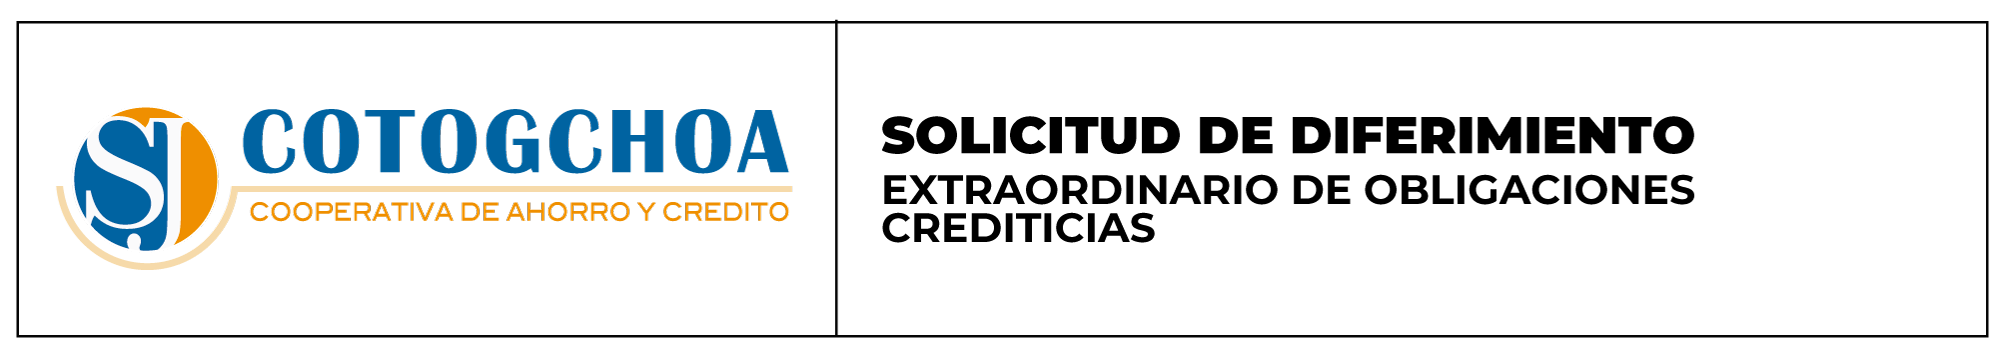 SJ
COTOGCHOA
COOPERATIVA DE AHORRO Y CREDITO
SOLICITUD DE DIFERIMIENTO
EXTRAORDINARIO DE OBLIGACIONES
CREDITICIAS